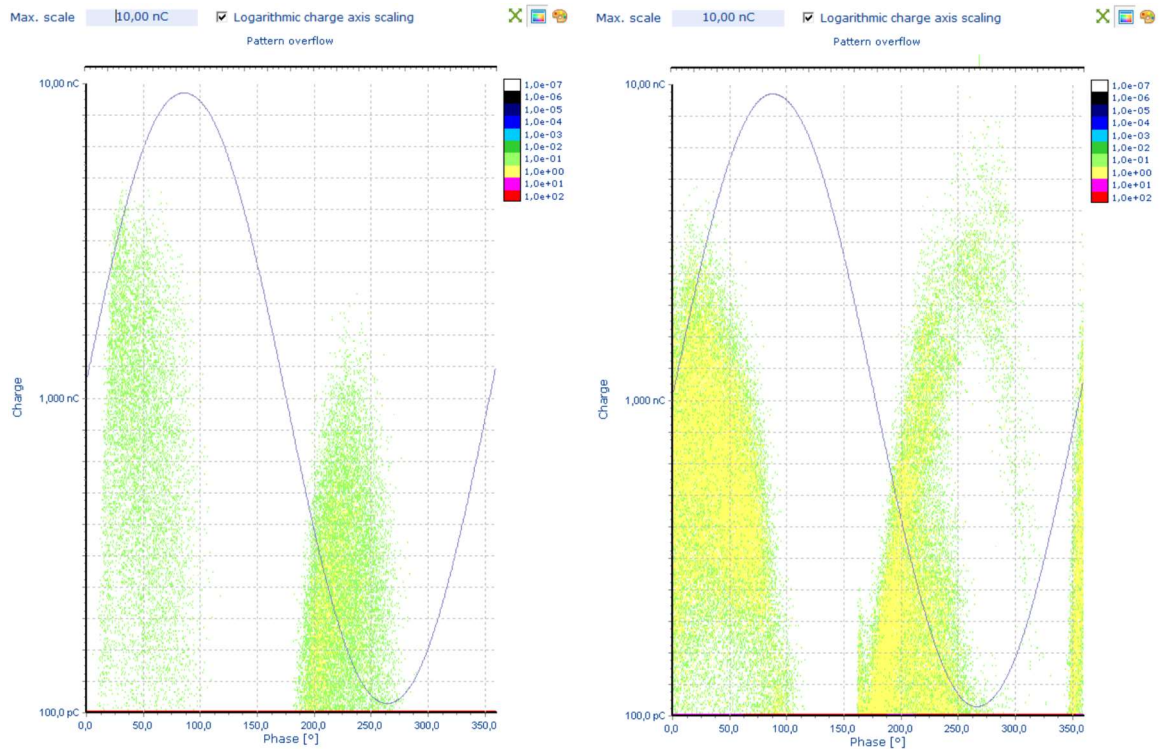 Max. scale 10,00 nC Logarithmic charge axis scaling
Pattern overflow
10,00 nC
1,000 nC
100,0 pC
Charge
0,0 50,0 100,0 150,0 200,0 250,0 300,0 350,0
Phase [°]
1,0e-07
1,0e-06
1,0e-05
1,0e-04
1,0e-03
1,0e-02
1,0e-01
1,0e+00
1,0e+01
1,0e+02
Max. scale 10,00 nC Logarithmic charge axis scaling
Pattern overflow
10,00 nC
1,000 nC
100,0 pC
Charge
0,0 50,0 100,0 150,0 200,0 250,0 300,0 350,0
Phase [°]
1,0e-07
1,0e-06
1,0e-05
1,0e-04
1,0e-03
1,0e-02
1,0e-01
1,0e+00
1,0e+01
1,0e+02